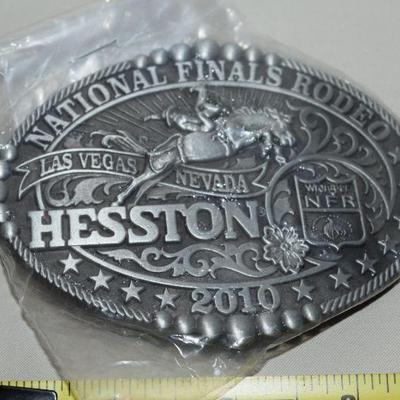 NATIONAL FINALS RODEO
LAS VEGAS
NEVADA
Wrangler
NFR
HESSTON
2010